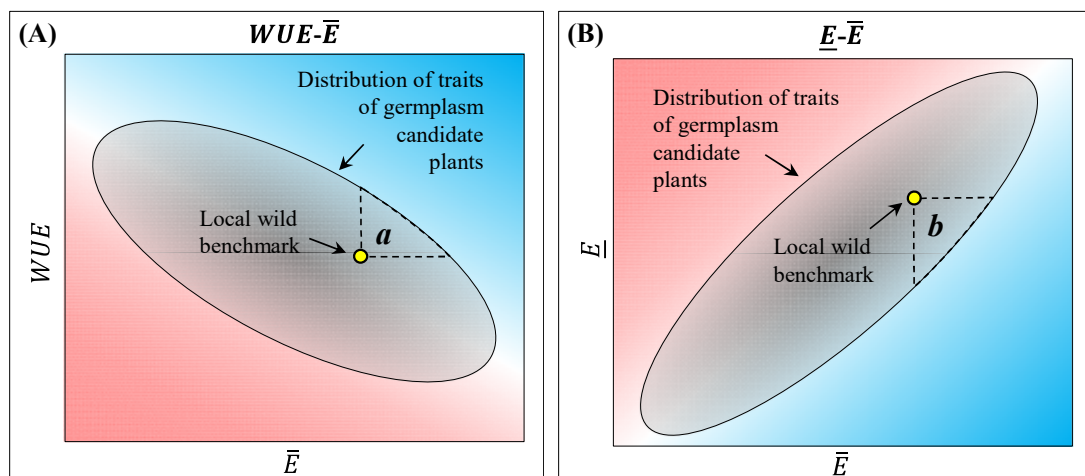 (A)
WUE-E̅
Distribution of traits
of germplasm
candidate
plants
Local wild
benchmark
a
WUE
E̅
(B)
E̲-E̅
Distribution of traits
of germplasm
candidate
plants
Local wild
benchmark
b
E̲
E̅